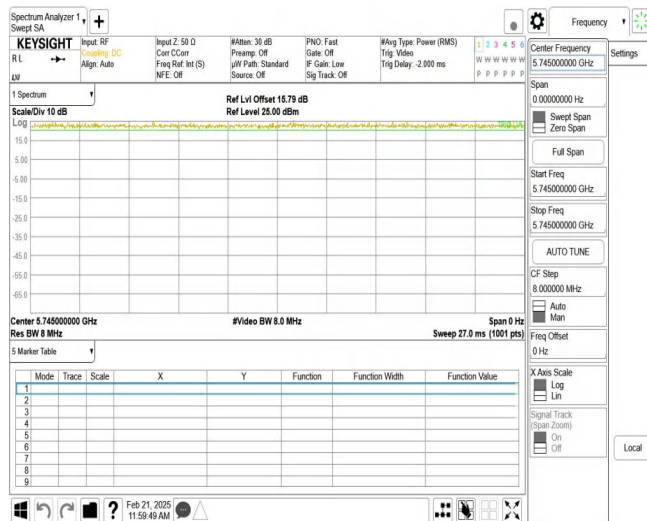 Spectrum Analyzer 1
Swept SA
Frequency
KEYSIGHT
RL
Input: RF
Coupling: DC
Align: Auto
Input Z: 50 Ω
Corr CCorr
Freq Ref: Int (S)
NFE: Off
#Atten: 30 dB
Preamp: Off
µW Path: Standard
Source: Off
PNO: Fast
Gate: Off
IF Gain: Low
Sig Track: Off
#Avg Type: Power (RMS)
Trig: Video
Trig Delay: -2.000 ms
1 2 3 4 5 6
W W W W W W
P P P P P P
1 Spectrum
Scale/Div 10 dB
Ref Lvl Offset 15.79 dB
Ref Level 25.00 dBm
Log
15.0
5.00
-5.00
-15.0
-25.0
-35.0
-45.0
-55.0
-65.0
Center 5.745000000 GHz
#Video BW 8.0 MHz
Span 0 Hz
Res BW 8 MHz
Sweep 27.0 ms (1001 pts)
5 Marker Table
Mode Trace Scale X Y Function Function Width Function Value
1
2
3
4
5
6
7
8
9
Feb 21, 2025
11:59:49 AM
Center Frequency
5.745000000 GHz
Settings
Span
0.00000000 Hz
Swept Span
Zero Span
Full Span
Start Freq
5.745000000 GHz
Stop Freq
5.745000000 GHz
AUTO TUNE
CF Step
8.000000 MHz
Auto
Man
Freq Offset
0 Hz
X Axis Scale
Log
Lin
Signal Track
(Span Zoom)
On
Off
Local